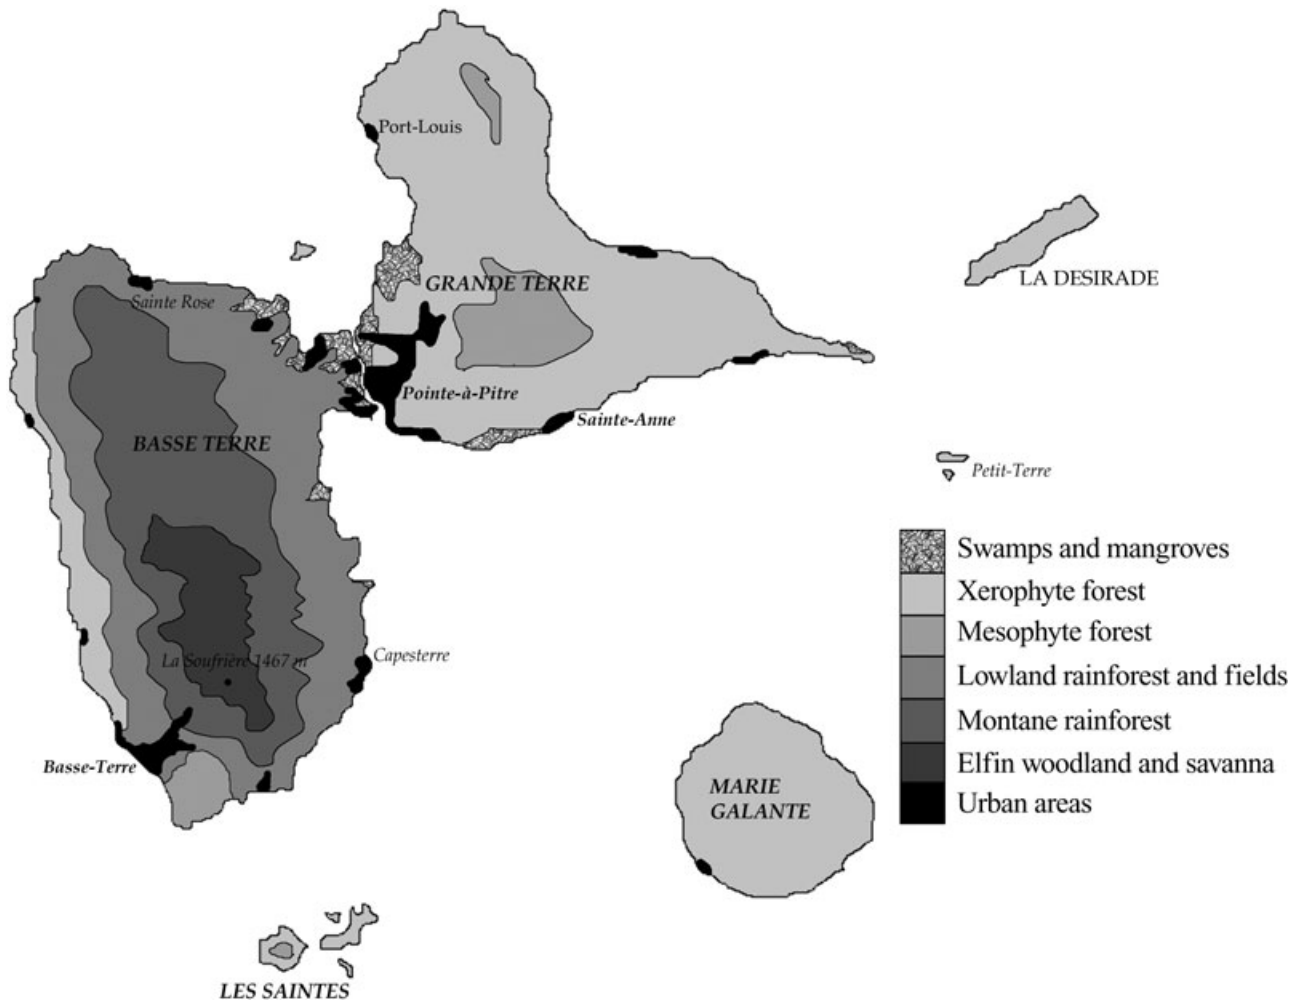 Port-Louis
GRANDE TERRE
LA DESIRADE
Sainte Rose
Pointe-à-Pitre
Sainte-Anne
BASSE TERRE
Petit-Terre
Swamps and mangroves
Xerophyte forest
Mesophyte forest
Lowland rainforest and fields
Montane rainforest
Elfin woodland and savanna
Urban areas
La Soufrière 1467 m
Capesterre
Basse-Terre
MARIE
GALANTE
LES SAINTES